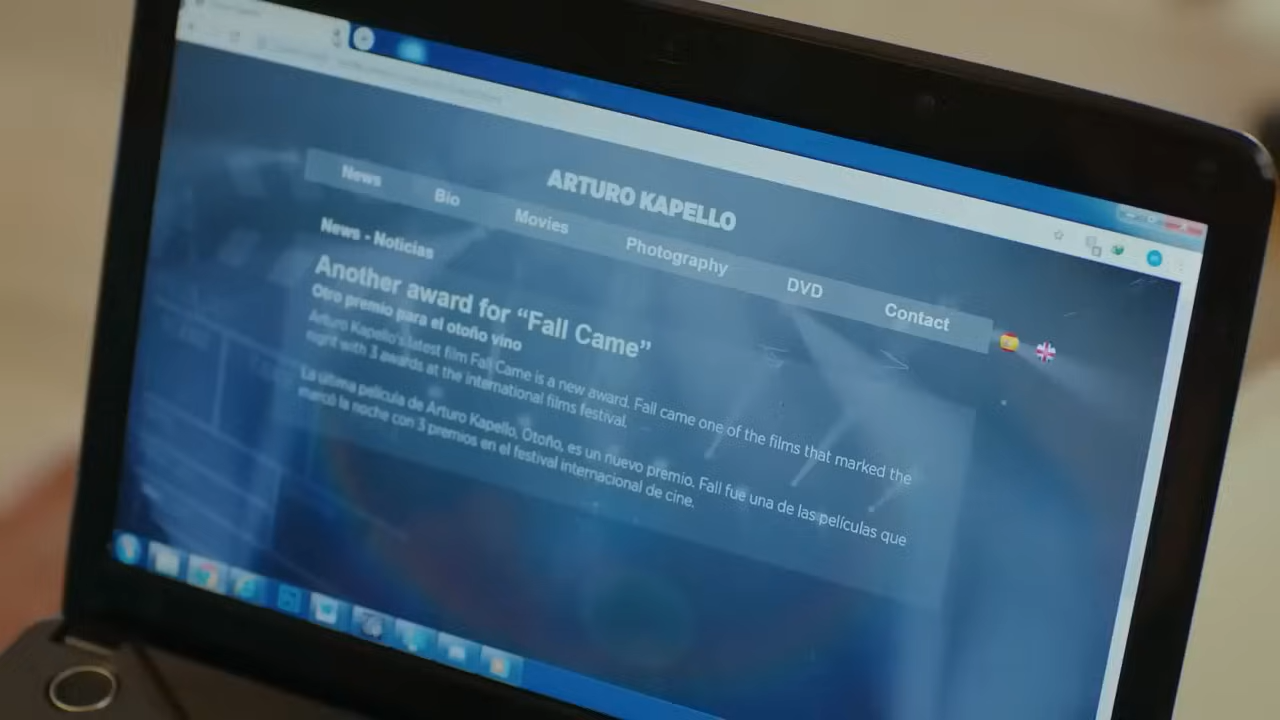 ARTURO KAPELLO
News Bio Movies Photography DVD Contact
News - Noticias
Another award for “Fall Came”
Otro premio para el otoño vino
Arturo Kapello's latest film Fall Came is a new award. Fall came one of the films that marked the
night with 3 awards at the international films festival.
La última película de Arturo Kapello, Otoño, es un nuevo premio. Fall fue una de las películas que
marcó la noche con 3 premios en el festival internacional de cine.